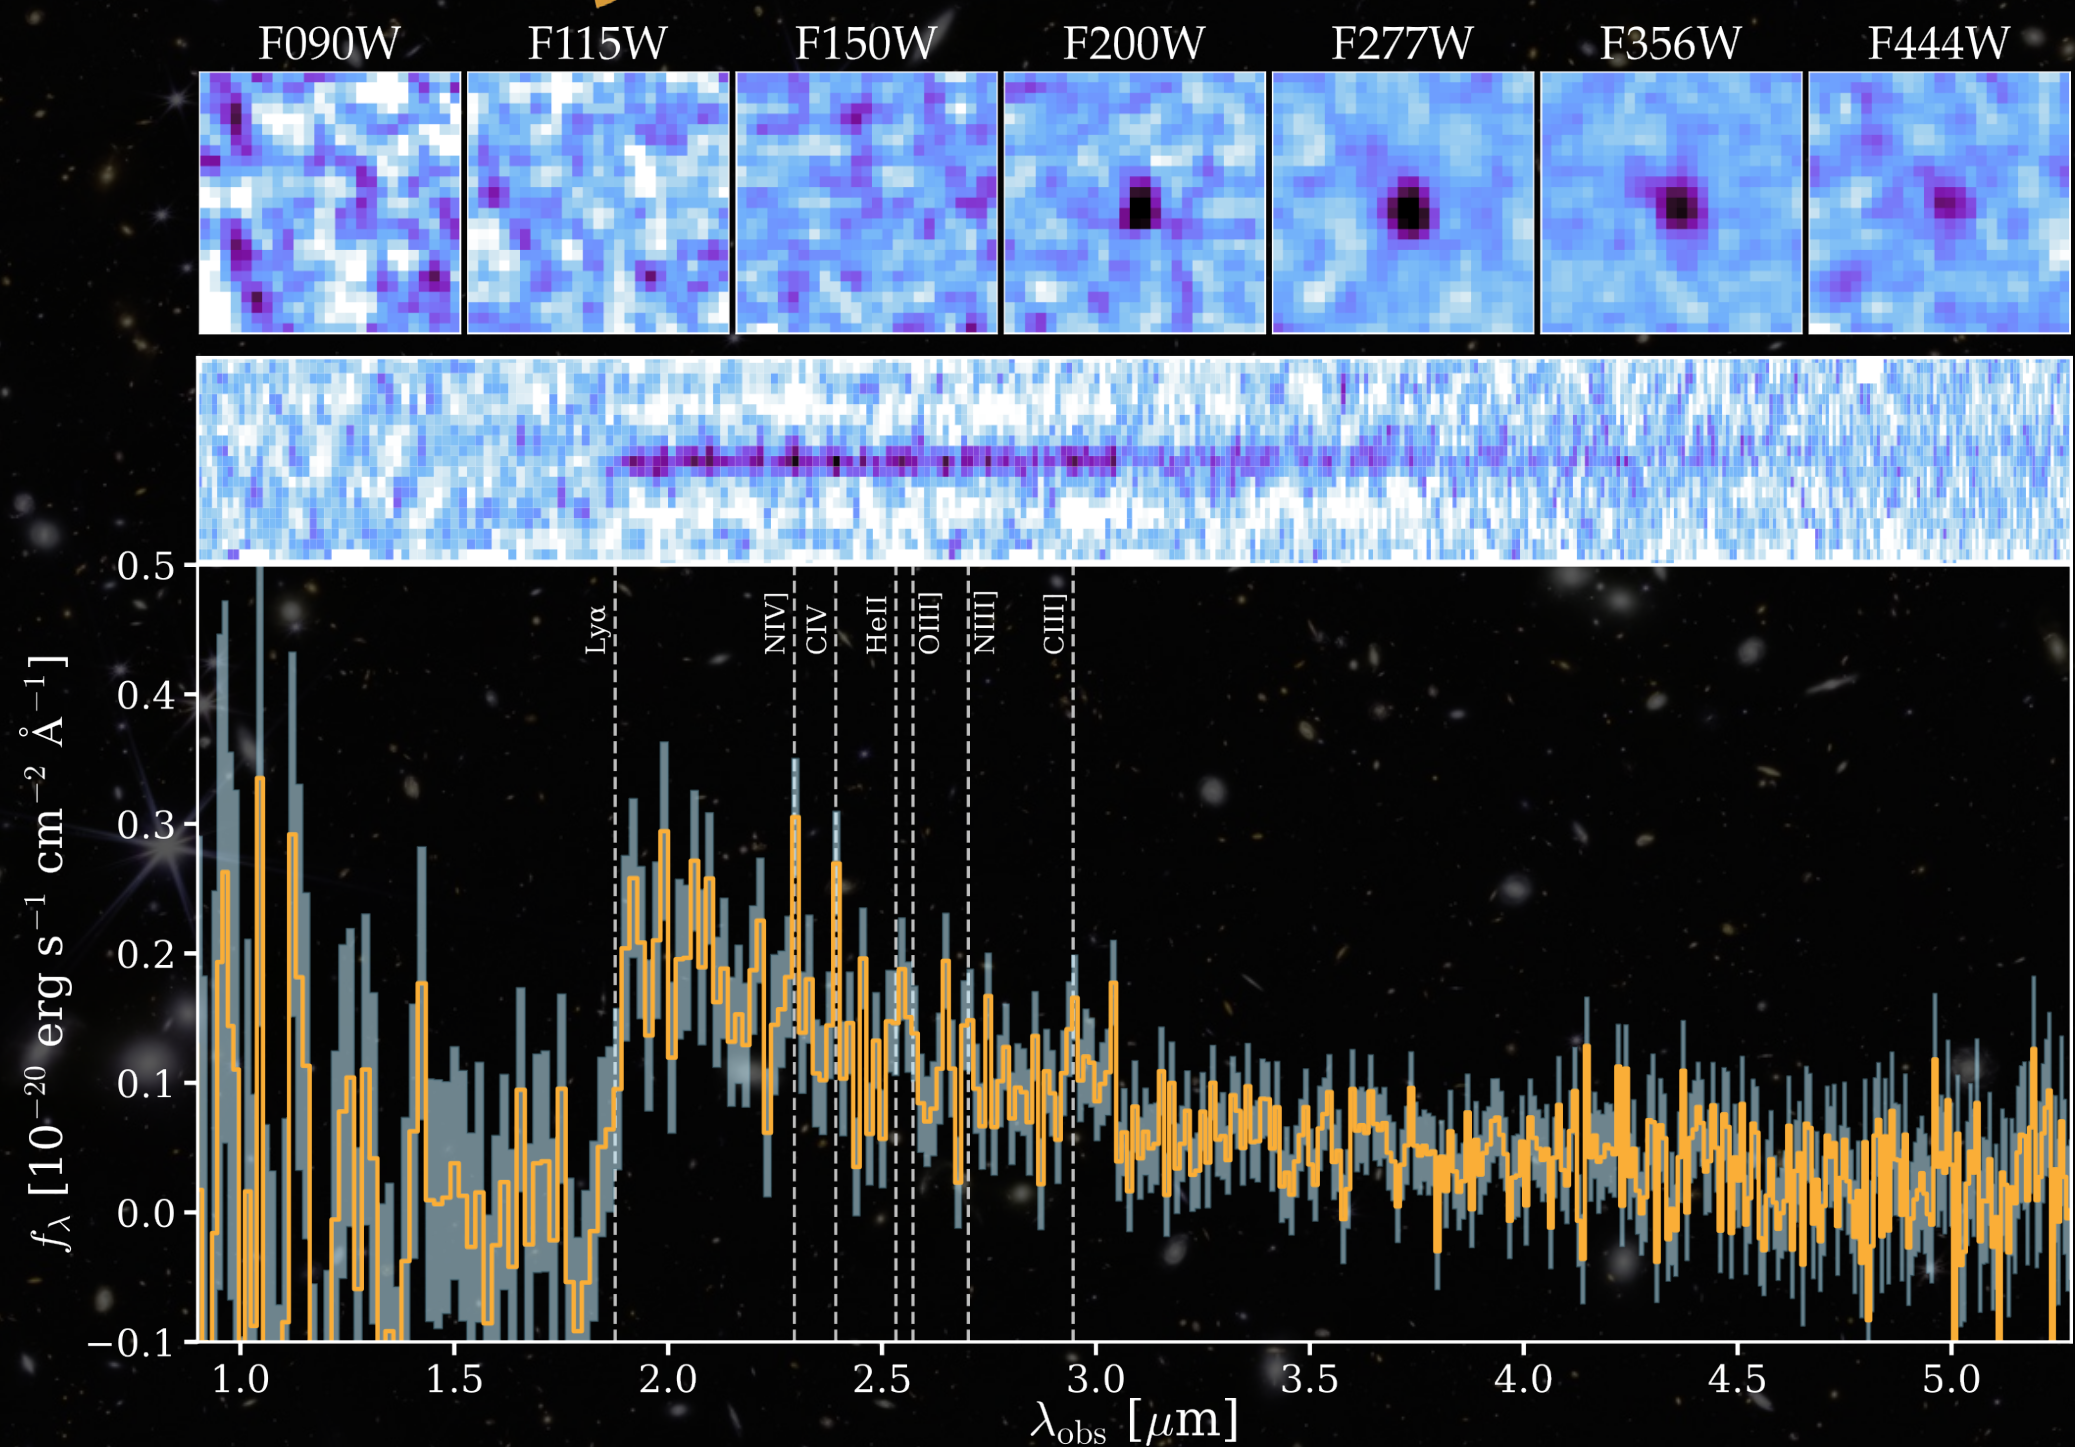 F090W F115W F150W F200W F277W F356W F444W
0.5
0.4
0.3
0.2
0.1
0.0
−0.1
fλ [10⁻²⁰ erg s⁻¹ cm⁻² Å⁻¹]
Lyα
NIV]
CIV
HeII
OIII]
NIII]
CIII]
1.0 1.5 2.0 2.5 3.0 3.5 4.0 4.5 5.0
λobs [μm]